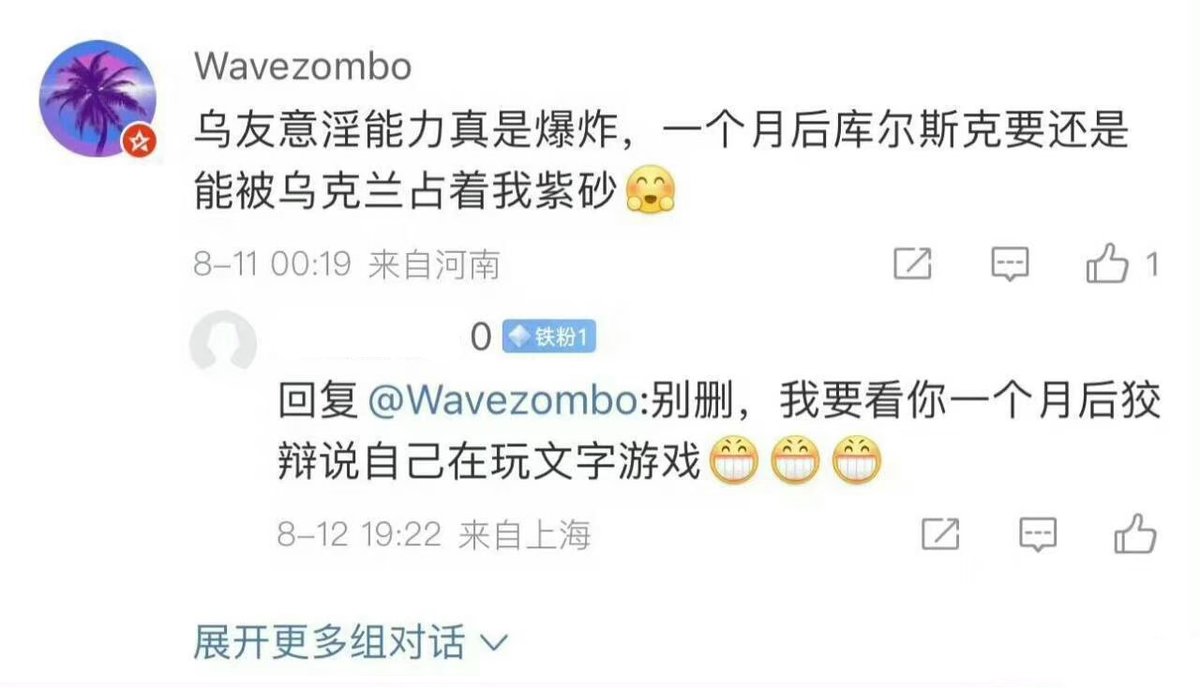 Wavezombo
乌友意淫能力真是爆炸，一个月后库尔斯克要还是
能被乌克兰占着我紫砂
8-11 00:19 来自河南
1
0 铁粉1
回复 @Wavezombo:别删，我要看你一个月后狡
辩说自己在玩文字游戏
8-12 19:22 来自上海
展开更多组对话